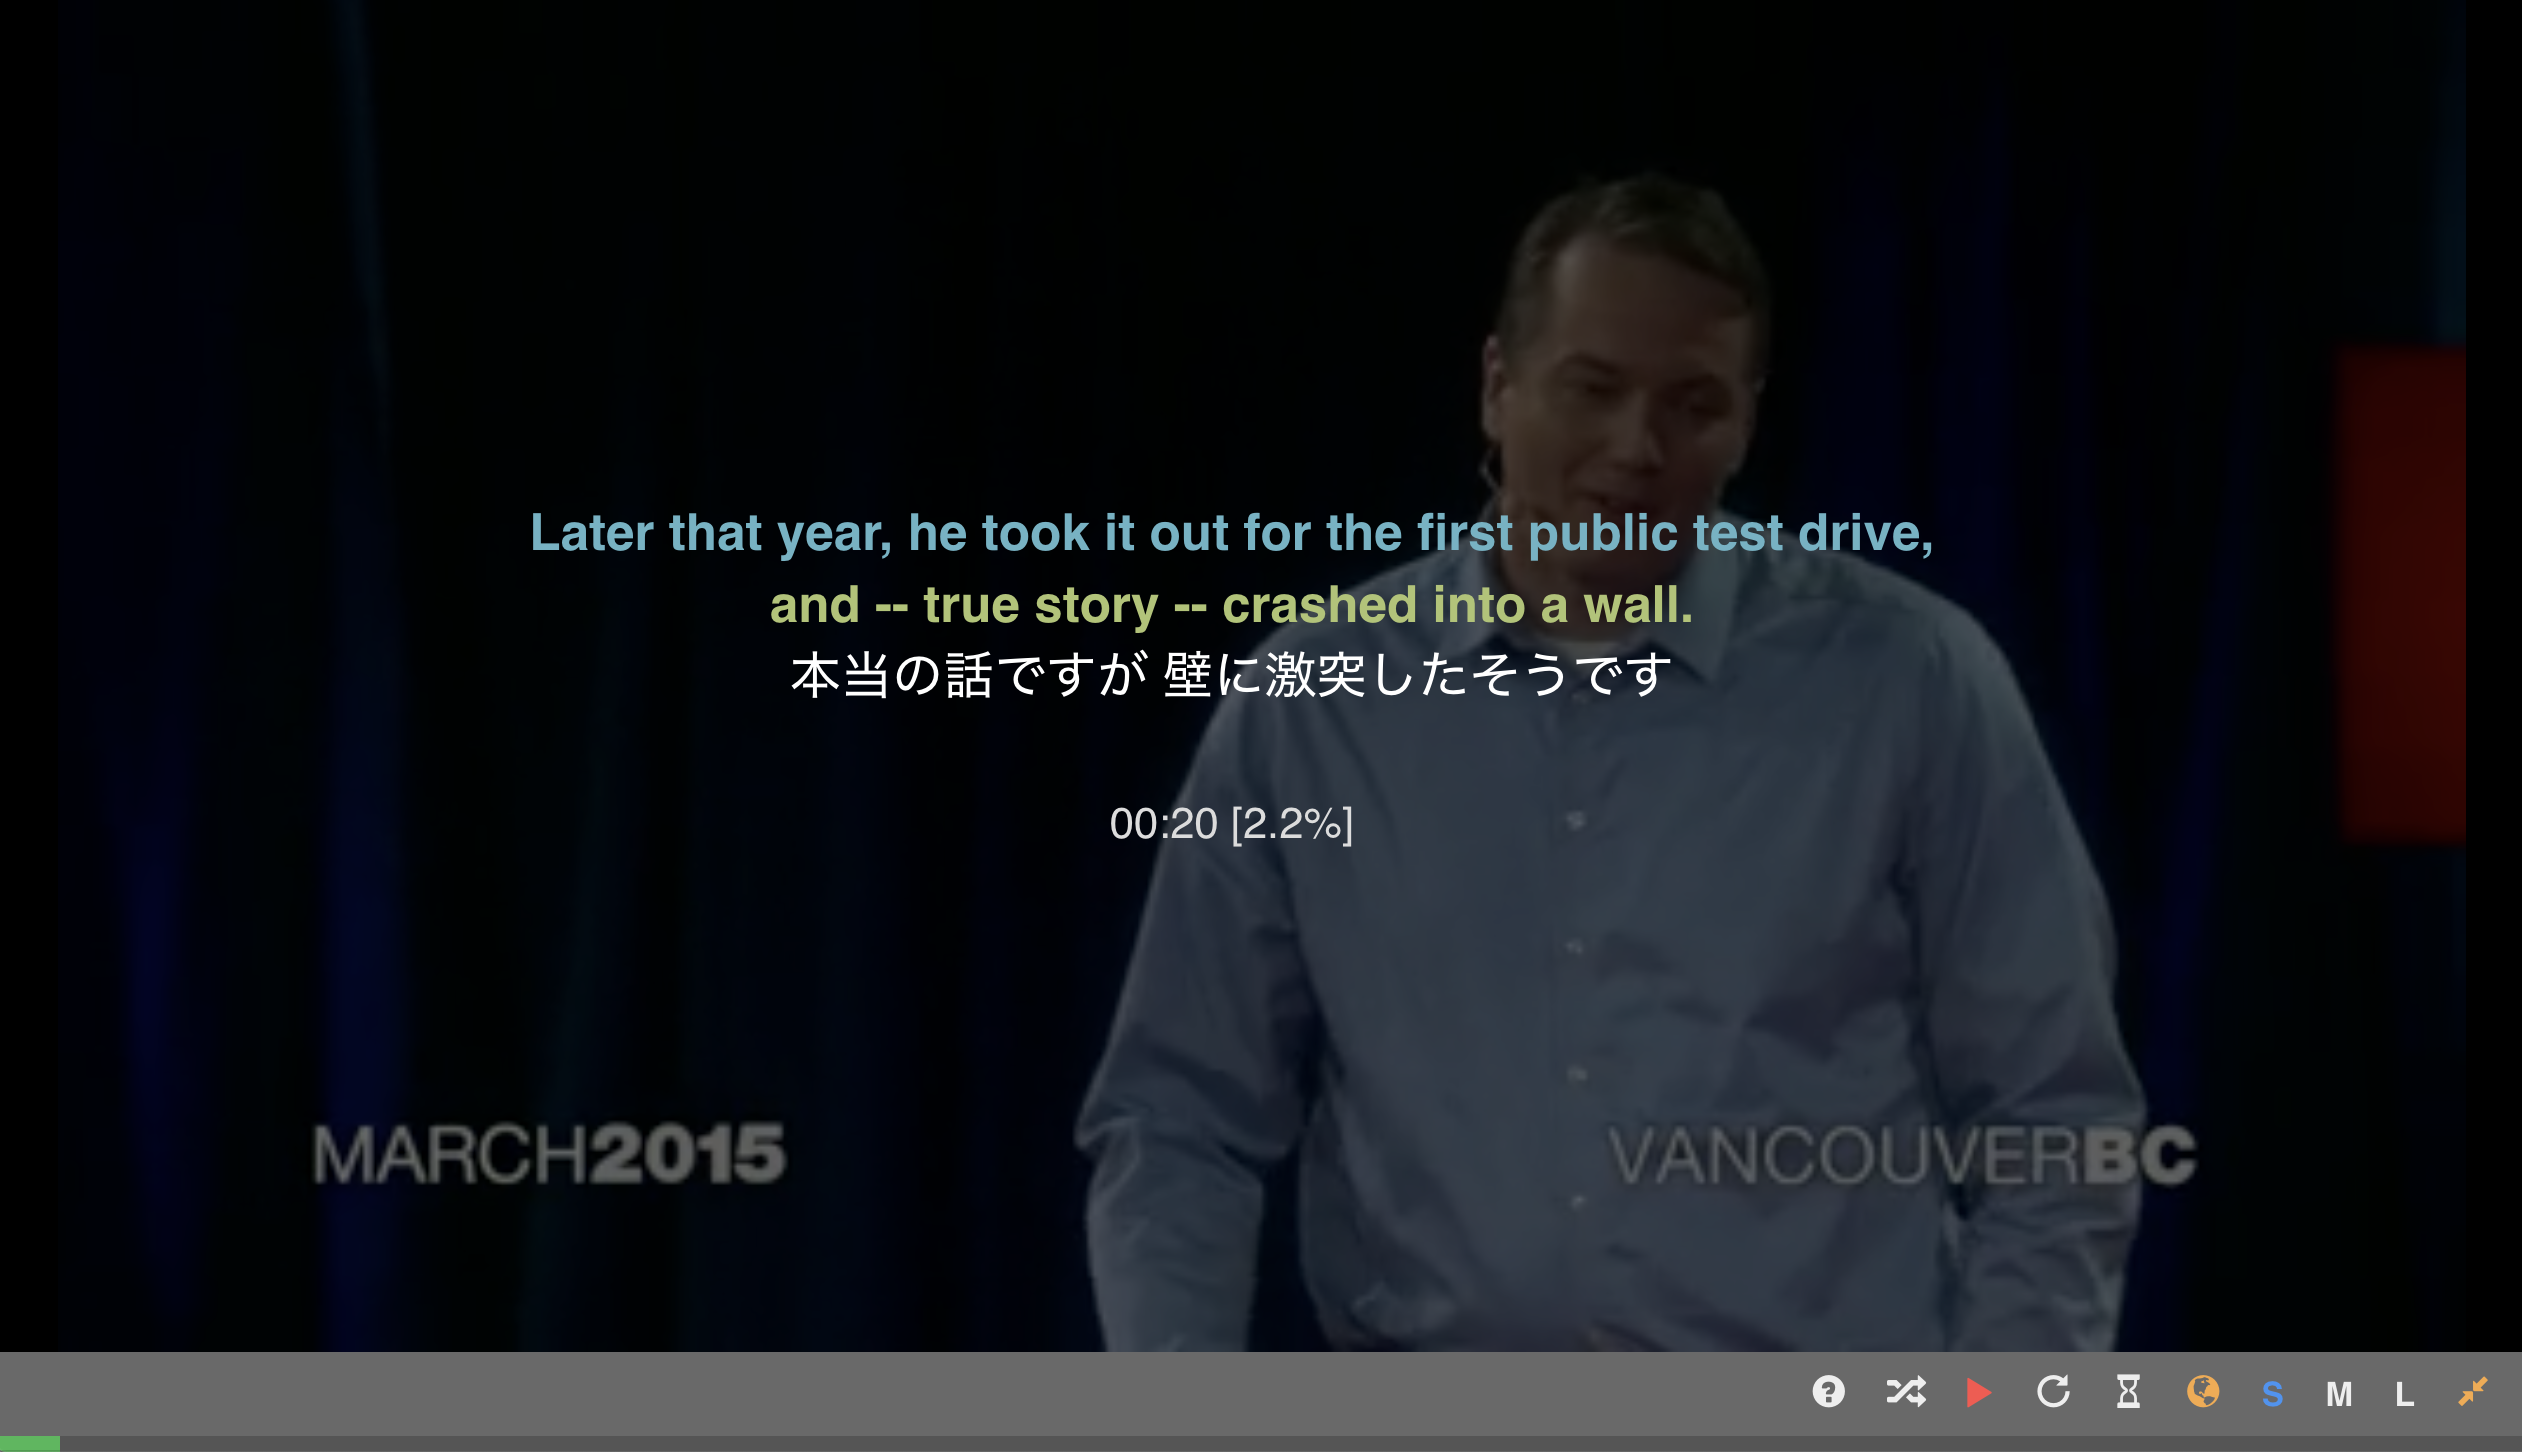 Later that year, he took it out for the first public test drive,
and -- true story -- crashed into a wall.
本当の話ですが 壁に激突したそうです
00:20 [2.2%]
MARCH2015
VANCOUVERBC
S M L